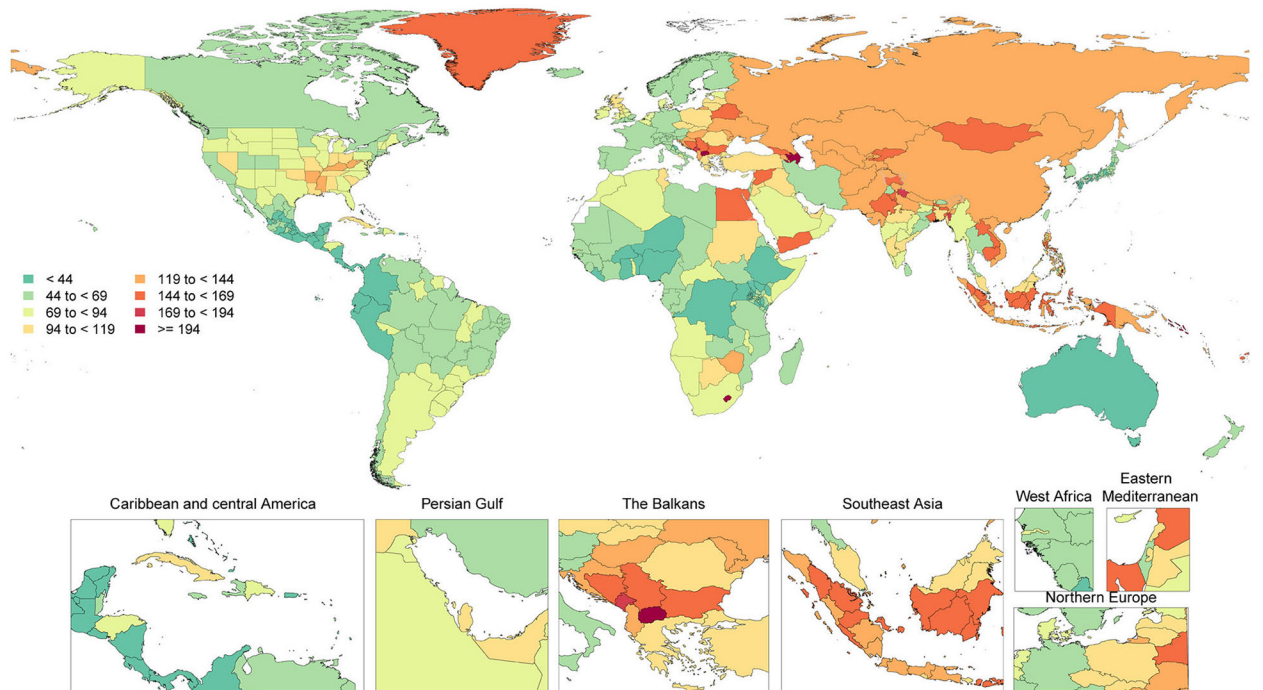 < 44
44 to < 69
69 to < 94
94 to < 119
119 to < 144
144 to < 169
169 to < 194
>= 194
Caribbean and central America
Persian Gulf
The Balkans
Southeast Asia
West Africa
Eastern
Mediterranean
Northern Europe